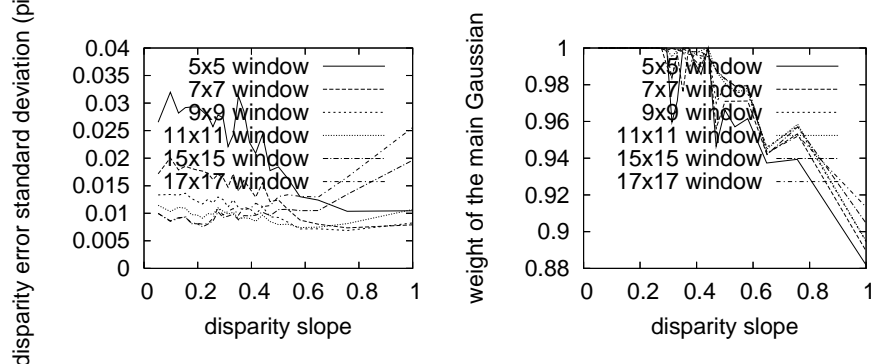 disparity error standard deviation (pi
0.04
0.035
0.03
0.025
0.02
0.015
0.01
0.005
0
5x5 window
7x7 window
9x9 window
11x11 window
15x15 window
17x17 window
0 0.2 0.4 0.6 0.8 1
disparity slope
weight of the main Gaussian
1
0.98
0.96
0.94
0.92
0.9
0.88
5x5 window
7x7 window
9x9 window
11x11 window
15x15 window
17x17 window
0 0.2 0.4 0.6 0.8 1
disparity slope